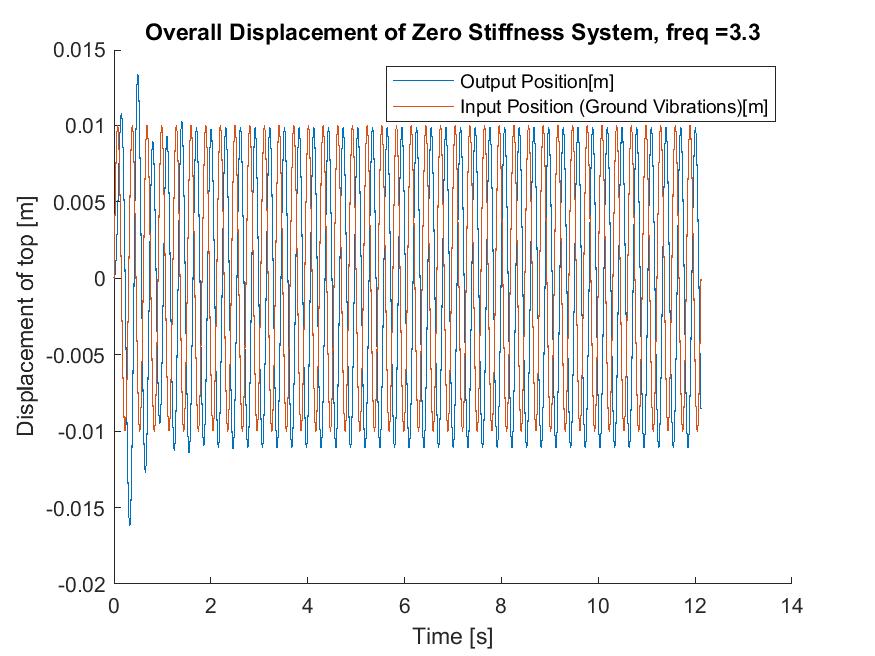 Overall Displacement of Zero Stiffness System, freq =3.3
0.015
Output Position[m]
Input Position (Ground Vibrations)[m]
0.01
0.005
0
-0.005
-0.01
-0.015
-0.02
Displacement of top [m]
0 2 4 6 8 10 12 14
Time [s]